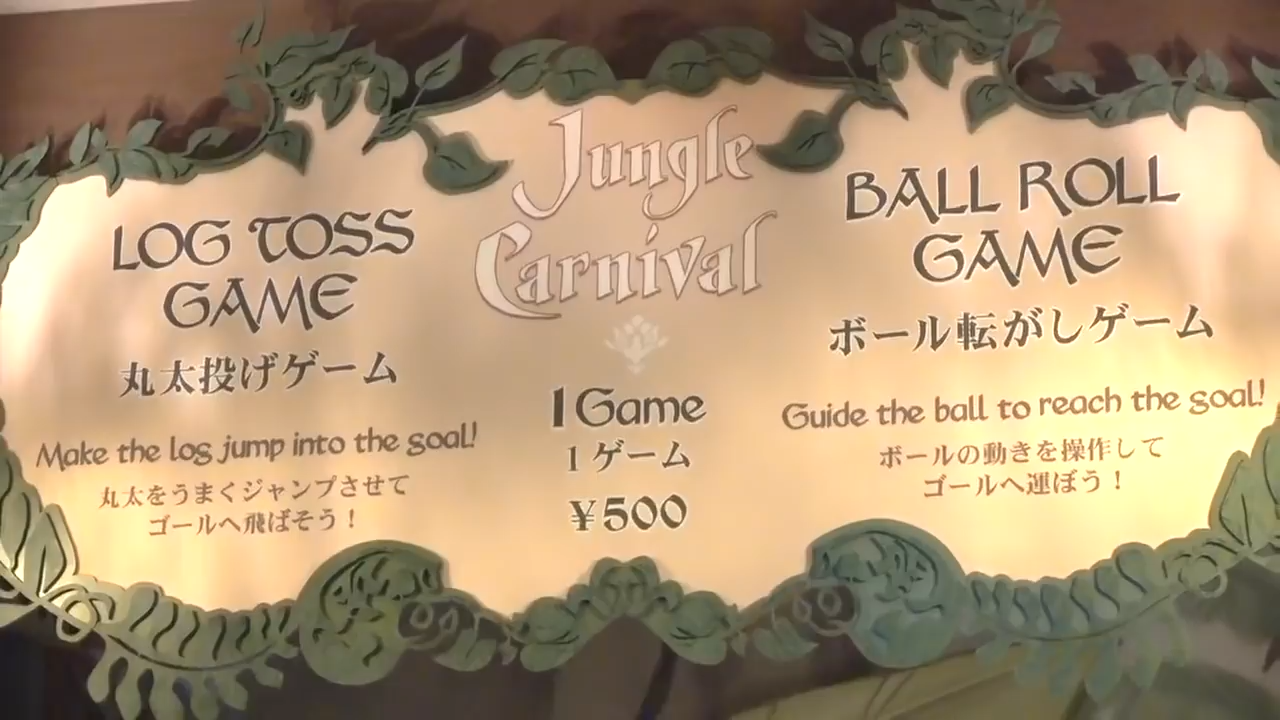 Jungle
Carnival
LOG TOSS
GAME
丸太投げゲーム
Make the log jump into the goal!
丸太をうまくジャンプさせて
ゴールへ飛ばそう！
1 Game
1 ゲーム
¥500
BALL ROLL
GAME
ボール転がしゲーム
Guide the ball to reach the goal!
ボールの動きを操作して
ゴールへ運ぼう！